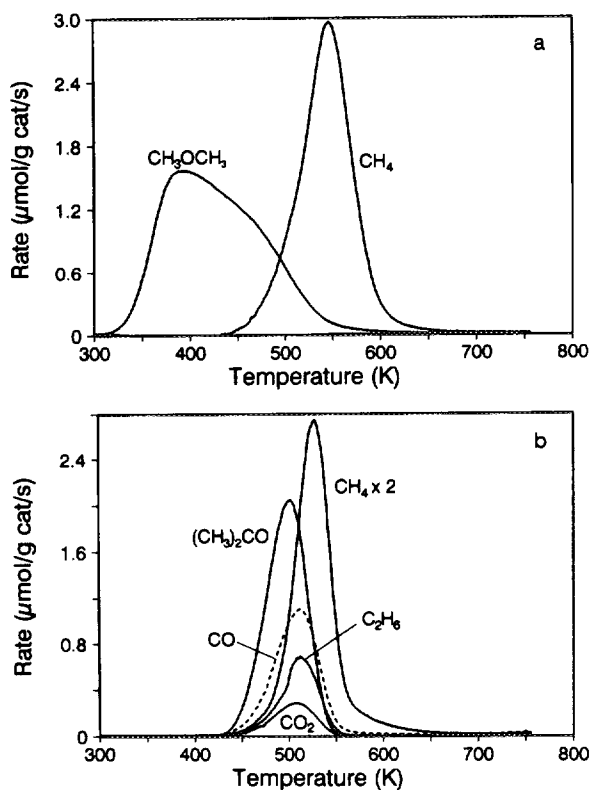 a
3.0
2.4
1.8
1.2
0.6
0
Rate (μmol/g cat/s)
CH₃OCH₃
CH₄
300 400 500 600 700 800
Temperature (K)
b
2.4
1.6
0.8
0
Rate (μmol/g cat/s)
CH₄ x 2
(CH₃)₂CO
C₂H₆
CO
CO₂
300 400 500 600 700 800
Temperature (K)